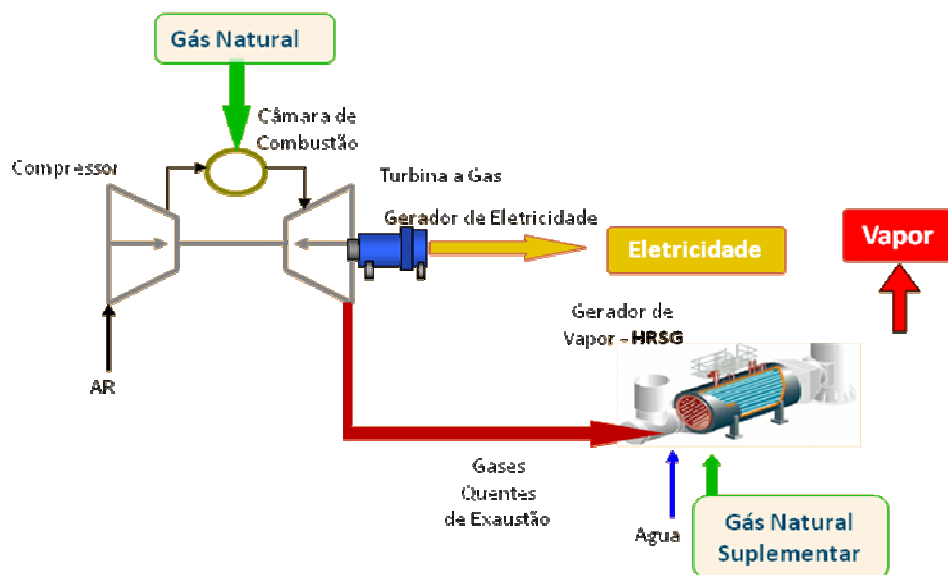 Gás Natural
Câmara de
Combustão
Compressor
Turbina a Gas
Gerador de Eletricidade
Eletricidade
Vapor
Gerador de
Vapor - HRSG
AR
Gases
Quentes
de Exaustão
Agua
Gás Natural
Suplementar